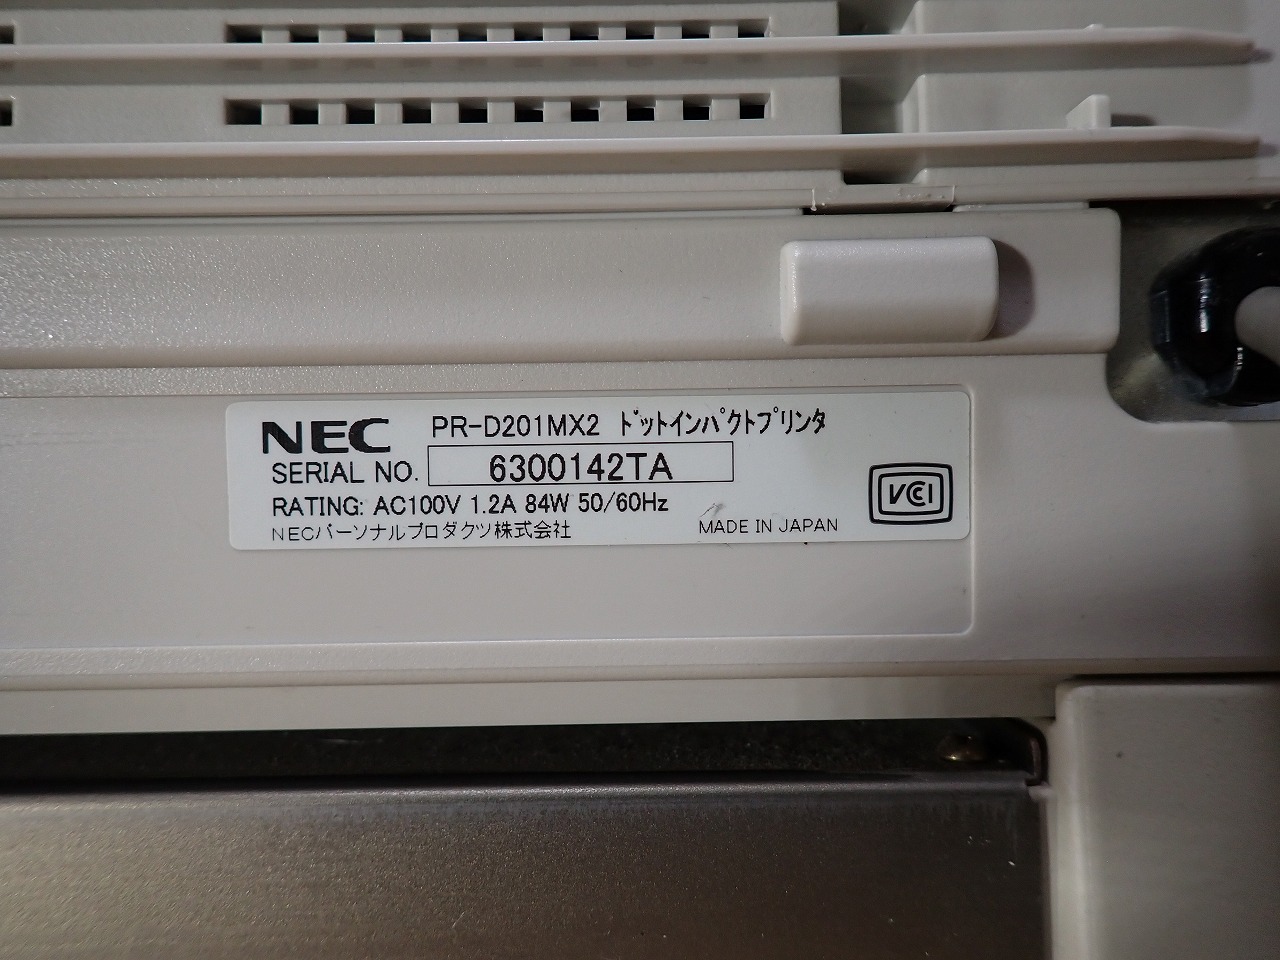 NEC PR-D201MX2 ﾄﾞｯﾄｲﾝﾊﾟｸﾄﾌﾟﾘﾝﾀ
SERIAL NO. 6300142TA
RATING: AC100V 1.2A 84W 50/60Hz
NECパーソナルプロダクツ株式会社 MADE IN JAPAN
VCCI